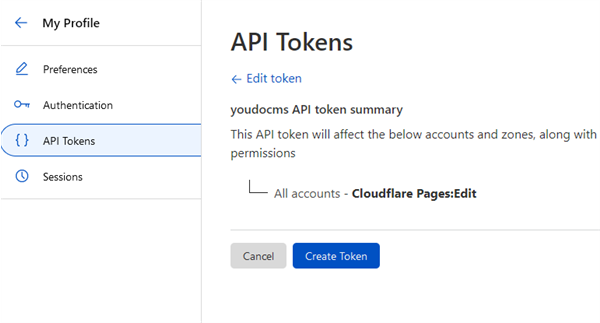 My Profile
Preferences
Authentication
API Tokens
Sessions
API Tokens
← Edit token
youdocms API token summary
This API token will affect the below accounts and zones, along with
permissions
All accounts - Cloudflare Pages:Edit
Cancel
Create Token